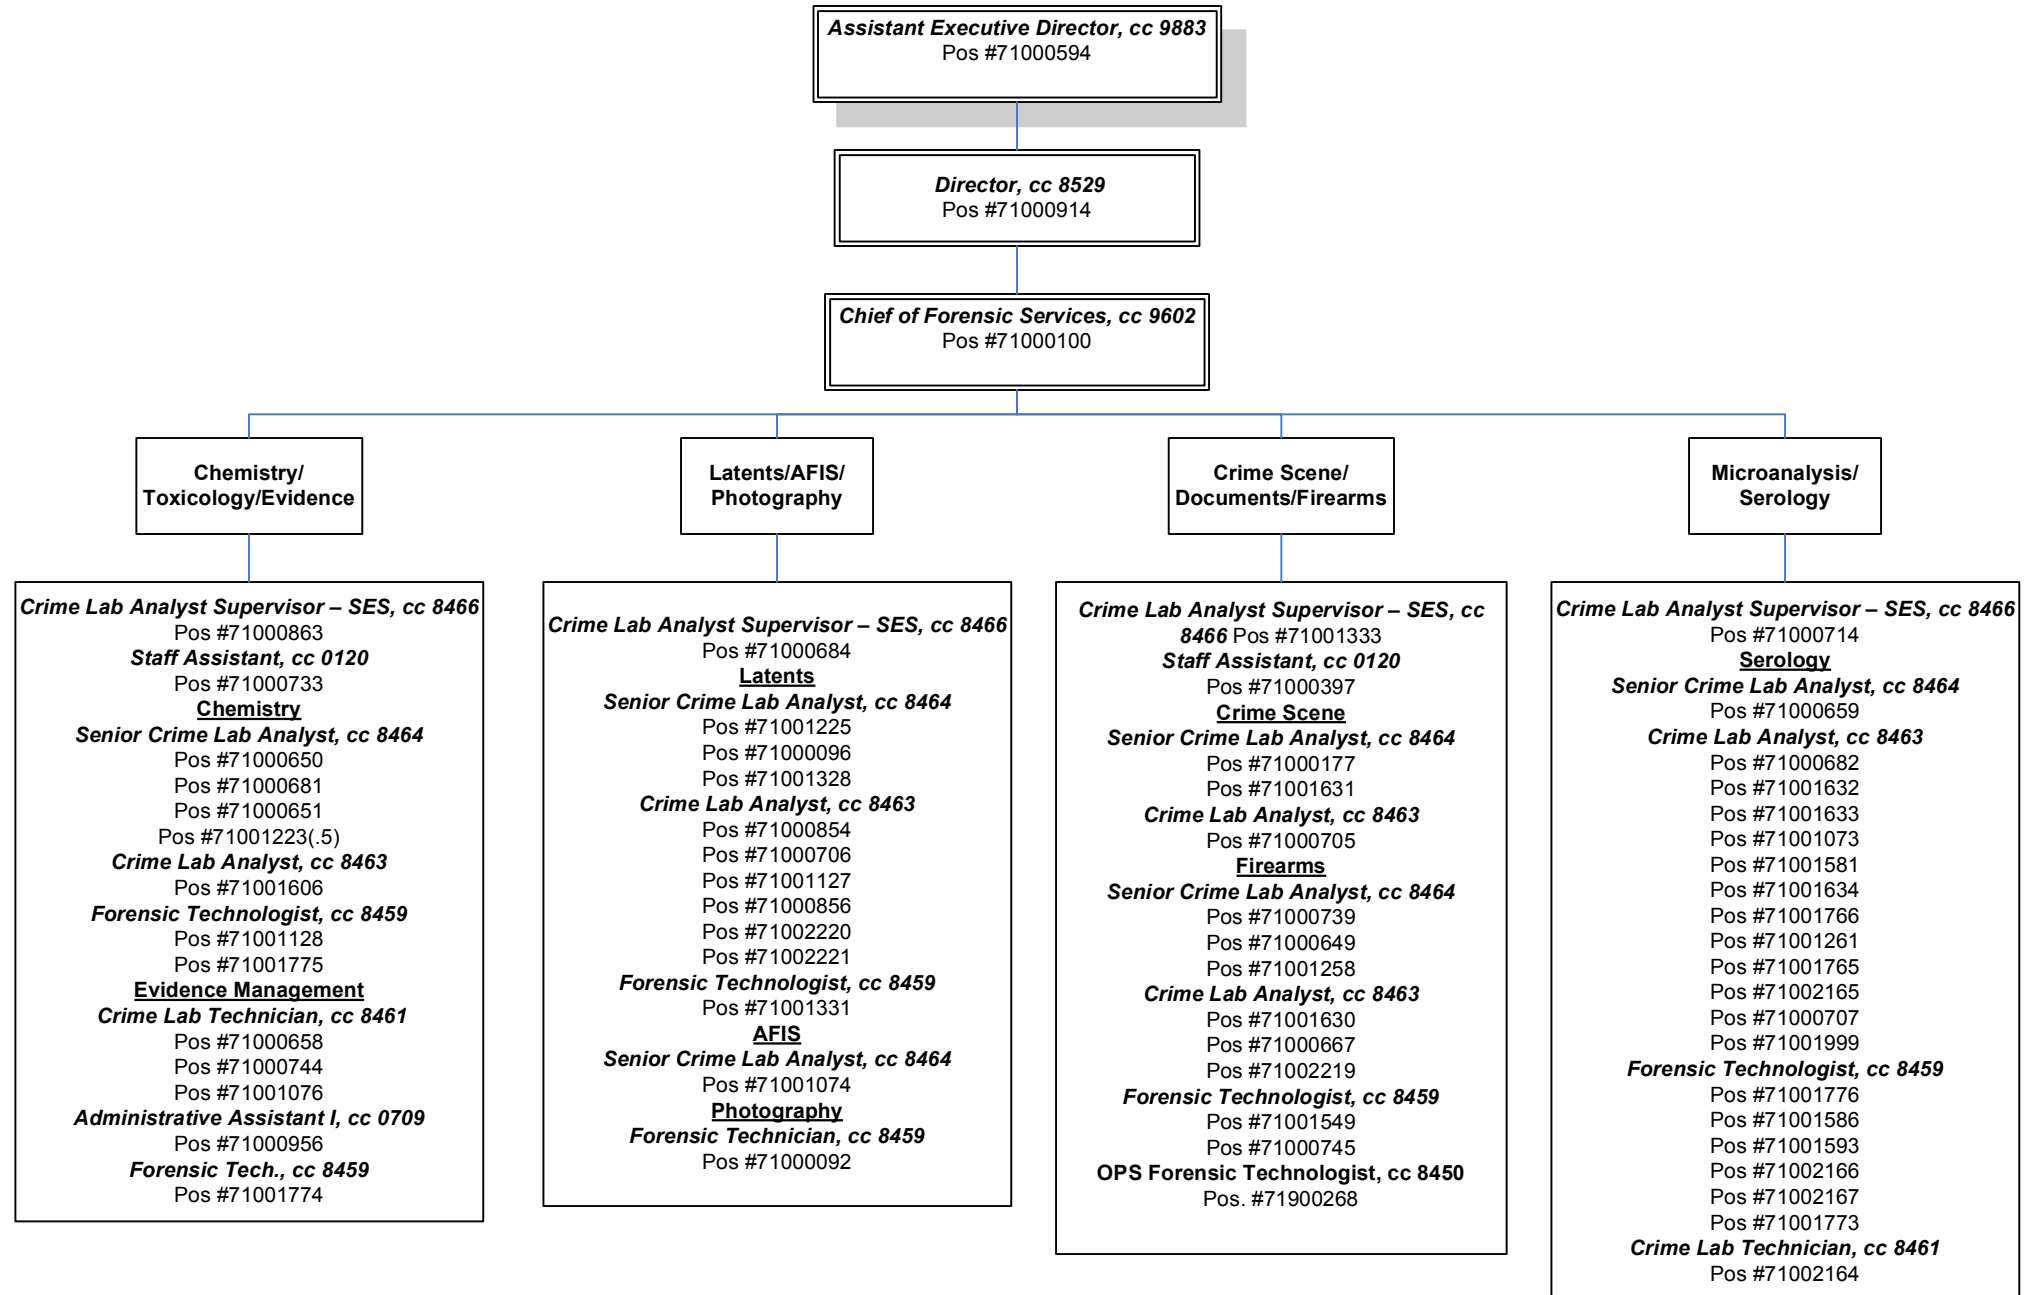 Assistant Executive Director, cc 9883
Pos #71000594
Director, cc 8529
Pos #71000914
Chief of Forensic Services, cc 9602
Pos #71000100
Chemistry/
Toxicology/Evidence
Latents/AFIS/
Photography
Crime Scene/
Documents/Firearms
Microanalysis/
Serology
Crime Lab Analyst Supervisor – SES, cc 8466
Pos #71000863
Staff Assistant, cc 0120
Pos #71000733
Chemistry
Senior Crime Lab Analyst, cc 8464
Pos #71000650
Pos #71000681
Pos #71000651
Pos #71001223(.5)
Crime Lab Analyst, cc 8463
Pos #71001606
Forensic Technologist, cc 8459
Pos #71001128
Pos #71001775
Evidence Management
Crime Lab Technician, cc 8461
Pos #71000658
Pos #71000744
Pos #71001076
Administrative Assistant I, cc 0709
Pos #71000956
Forensic Tech., cc 8459
Pos #71001774
Crime Lab Analyst Supervisor – SES, cc 8466
Pos #71000684
Latents
Senior Crime Lab Analyst, cc 8464
Pos #71001225
Pos #71000096
Pos #71001328
Crime Lab Analyst, cc 8463
Pos #71000854
Pos #71000706
Pos #71001127
Pos #71000856
Pos #71002220
Pos #71002221
Forensic Technologist, cc 8459
Pos #71001331
AFIS
Senior Crime Lab Analyst, cc 8464
Pos #71001074
Photography
Forensic Technician, cc 8459
Pos #71000092
Crime Lab Analyst Supervisor – SES, cc
8466 Pos #71001333
Staff Assistant, cc 0120
Pos #71000397
Crime Scene
Senior Crime Lab Analyst, cc 8464
Pos #71000177
Pos #71001631
Crime Lab Analyst, cc 8463
Pos #71000705
Firearms
Senior Crime Lab Analyst, cc 8464
Pos #71000739
Pos #71000649
Pos #71001258
Crime Lab Analyst, cc 8463
Pos #71001630
Pos #71000667
Pos #71002219
Forensic Technologist, cc 8459
Pos #71001549
Pos #71000745
OPS Forensic Technologist, cc 8450
Pos. #71900268
Crime Lab Analyst Supervisor – SES, cc 8466
Pos #71000714
Serology
Senior Crime Lab Analyst, cc 8464
Pos #71000659
Crime Lab Analyst, cc 8463
Pos #71000682
Pos #71001632
Pos #71001633
Pos #71001073
Pos #71001581
Pos #71001634
Pos #71001766
Pos #71001261
Pos #71001765
Pos #71002165
Pos #71000707
Pos #71001999
Forensic Technologist, cc 8459
Pos #71001776
Pos #71001586
Pos #71001593
Pos #71002166
Pos #71002167
Pos #71001773
Crime Lab Technician, cc 8461
Pos #71002164